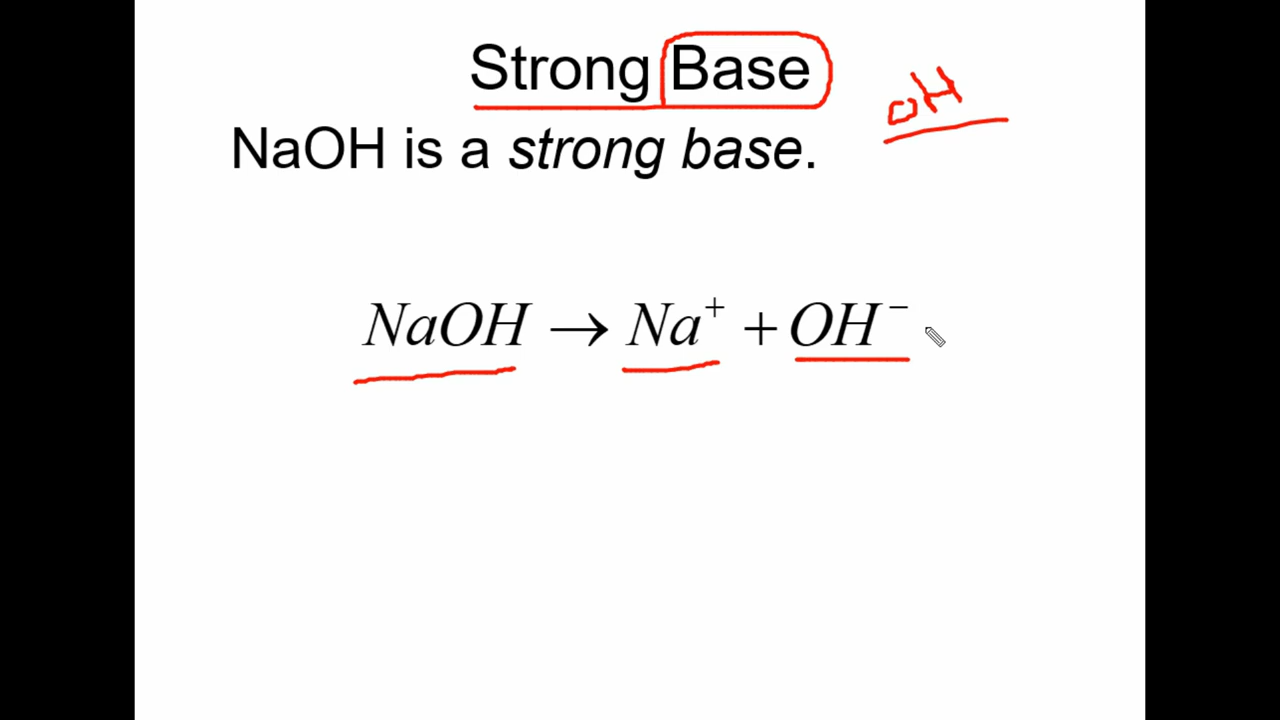 Strong Base
OH
NaOH is a strong base.
NaOH → Na⁺ + OH⁻